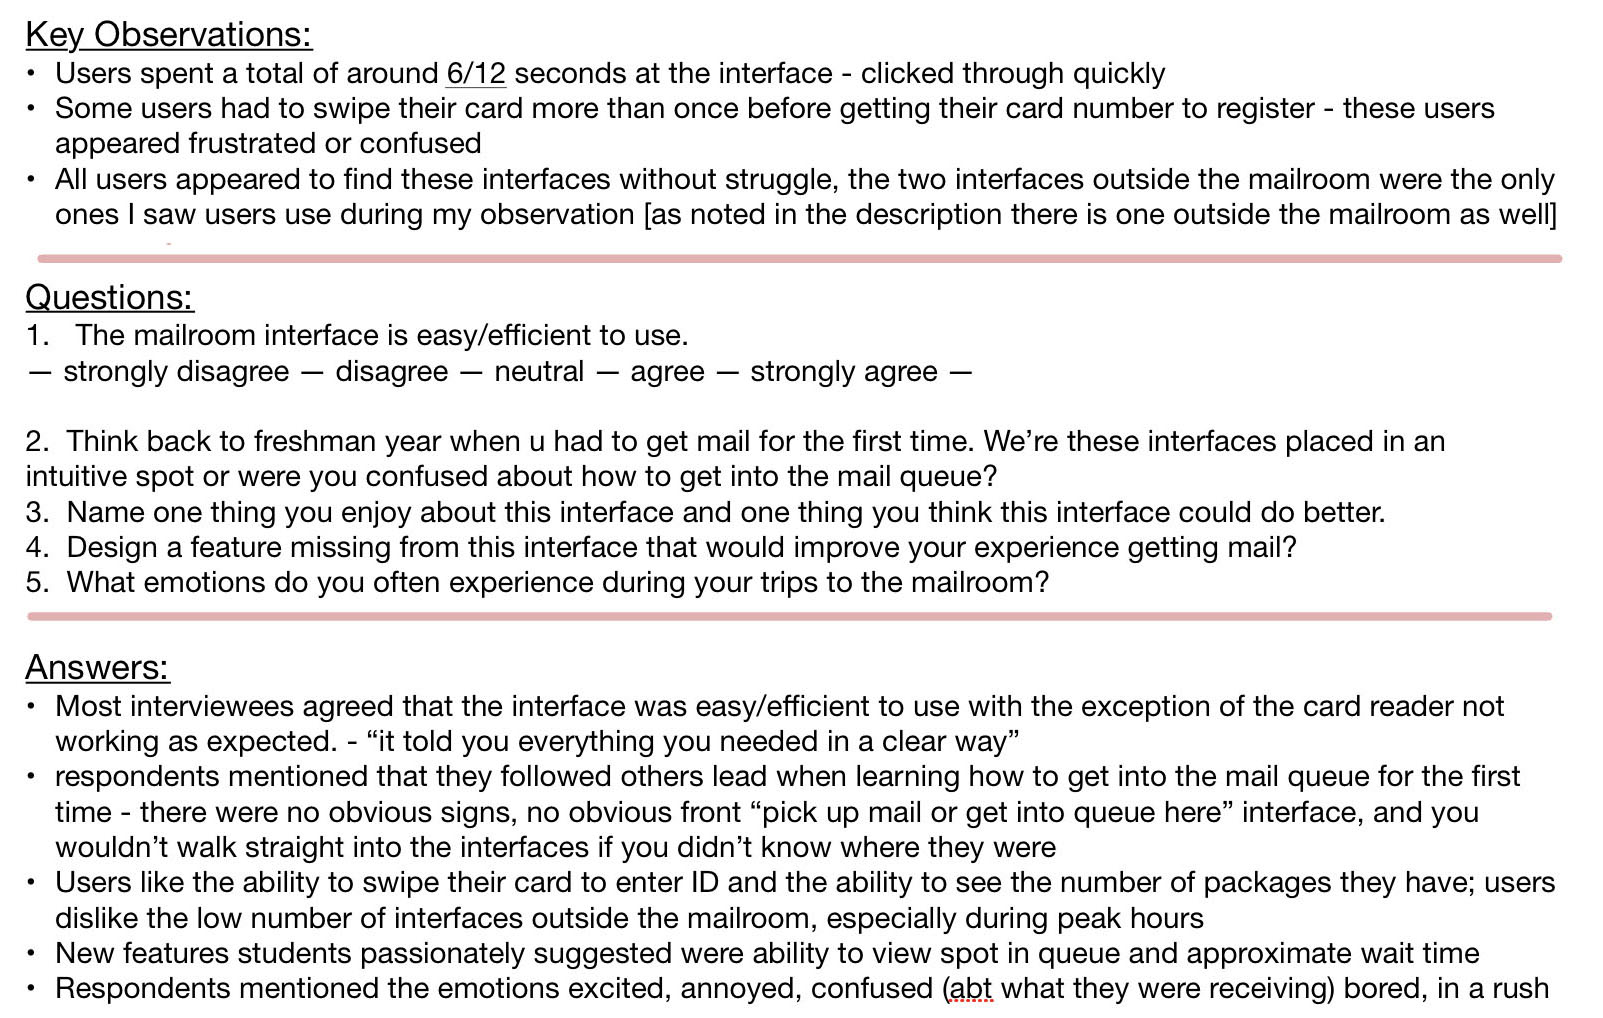 Key Observations:
• Users spent a total of around 6/12 seconds at the interface - clicked through quickly
• Some users had to swipe their card more than once before getting their card number to register - these users
appeared frustrated or confused
• All users appeared to find these interfaces without struggle, the two interfaces outside the mailroom were the only
ones I saw users use during my observation [as noted in the description there is one outside the mailroom as well]
Questions:
1. The mailroom interface is easy/efficient to use.
— strongly disagree — disagree — neutral — agree — strongly agree —
2. Think back to freshman year when u had to get mail for the first time. We’re these interfaces placed in an
intuitive spot or were you confused about how to get into the mail queue?
3. Name one thing you enjoy about this interface and one thing you think this interface could do better.
4. Design a feature missing from this interface that would improve your experience getting mail?
5. What emotions do you often experience during your trips to the mailroom?
Answers:
• Most interviewees agreed that the interface was easy/efficient to use with the exception of the card reader not
working as expected. - “it told you everything you needed in a clear way”
• respondents mentioned that they followed others lead when learning how to get into the mail queue for the first
time - there were no obvious signs, no obvious front “pick up mail or get into queue here” interface, and you
wouldn’t walk straight into the interfaces if you didn’t know where they were
• Users like the ability to swipe their card to enter ID and the ability to see the number of packages they have; users
dislike the low number of interfaces outside the mailroom, especially during peak hours
• New features students passionately suggested were ability to view spot in queue and approximate wait time
• Respondents mentioned the emotions excited, annoyed, confused (abt what they were receiving) bored, in a rush